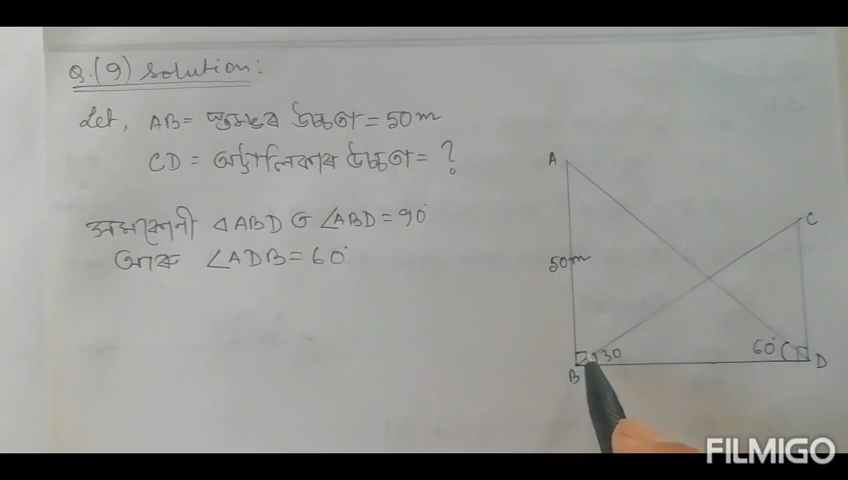 Q.(9) Solution:
Let, AB = স্তম্ভৰ উচ্চতা = 50m
CD = অট্টালিকাৰ উচ্চতা = ?
সমকোণী △ABD ত ∠ABD = 90°
আৰু ∠ADB = 60°
A
C
50m
30
60°
B
D
FILMIGO